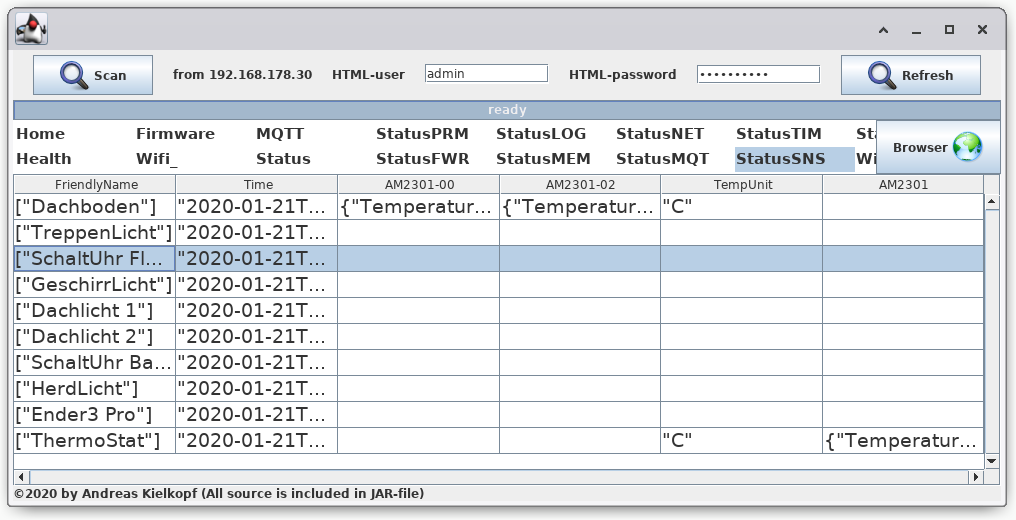 Scan from 192.168.178.30 HTML-user admin HTML-password •••••••••• Refresh
ready
Home Firmware MQTT StatusPRM StatusLOG StatusNET StatusTIM Sta
Browser
Health Wifi_ Status StatusFWR StatusMEM StatusMQT StatusSNS Wi
FriendlyName Time AM2301-00 AM2301-02 TempUnit AM2301
["Dachboden"] "2020-01-21T... {"Temperatur... {"Temperatur... "C"
["TreppenLicht"] "2020-01-21T...
["SchaltUhr Fl... "2020-01-21T...
["GeschirrLicht"] "2020-01-21T...
["Dachlicht 1"] "2020-01-21T...
["Dachlicht 2"] "2020-01-21T...
["SchaltUhr Ba... "2020-01-21T...
["HerdLicht"] "2020-01-21T...
["Ender3 Pro"] "2020-01-21T...
["ThermoStat"] "2020-01-21T... "C" {"Temperatur...
©2020 by Andreas Kielkopf (All source is included in JAR-file)